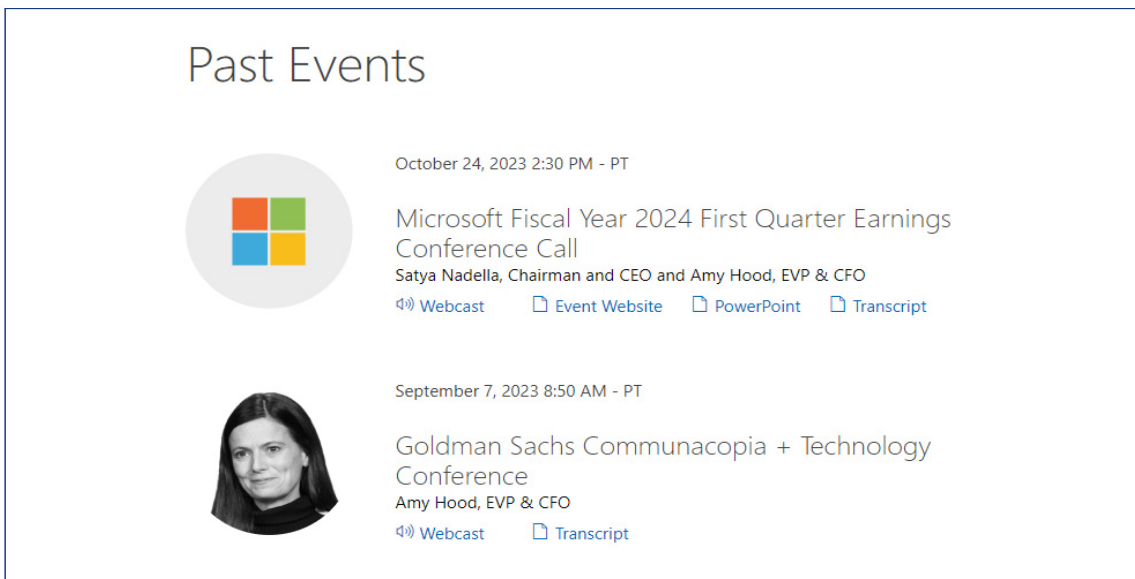 Past Events
October 24, 2023 2:30 PM - PT
Microsoft Fiscal Year 2024 First Quarter Earnings
Conference Call
Satya Nadella, Chairman and CEO and Amy Hood, EVP & CFO
Webcast Event Website PowerPoint Transcript
September 7, 2023 8:50 AM - PT
Goldman Sachs Communacopia + Technology
Conference
Amy Hood, EVP & CFO
Webcast Transcript